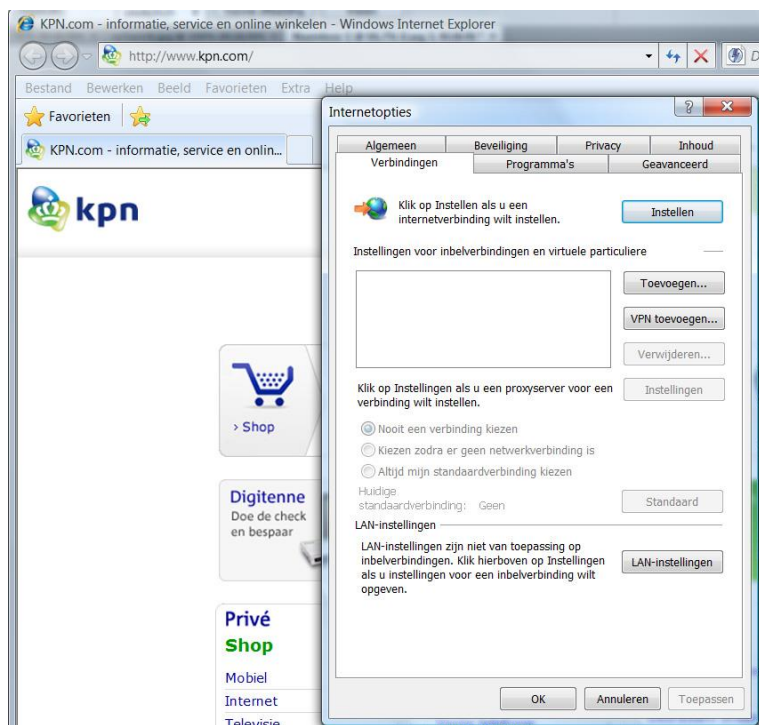 KPN.com - informatie, service en online winkelen - Windows Internet Explorer
http://www.kpn.com/
Bestand Bewerken Beeld Favorieten Extra Help
Favorieten
KPN.com - informatie, service en onlin...
kpn
> Shop
Digitenne
Doe de check
en bespaar
Privé
Shop
Mobiel
Internet
Televisie
Internetopties
Algemeen Beveiliging Privacy Inhoud
Verbindingen Programma's Geavanceerd
Klik op Instellen als u een
internetverbinding wilt instellen.
Instellen
Instellingen voor inbelverbindingen en virtuele particuliere
Toevoegen...
VPN toevoegen...
Verwijderen...
Klik op Instellingen als u een proxyserver voor een
verbinding wilt instellen.
Instellingen
Nooit een verbinding kiezen
Kiezen zodra er geen netwerkverbinding is
Altijd mijn standaardverbinding kiezen
Huidige
standaardverbinding: Geen
Standaard
LAN-instellingen
LAN-instellingen zijn niet van toepassing op
inbelverbindingen. Klik hierboven op Instellingen
als u instellingen voor een inbelverbinding wilt
opgeven.
LAN-instellingen
OK Annuleren Toepassen